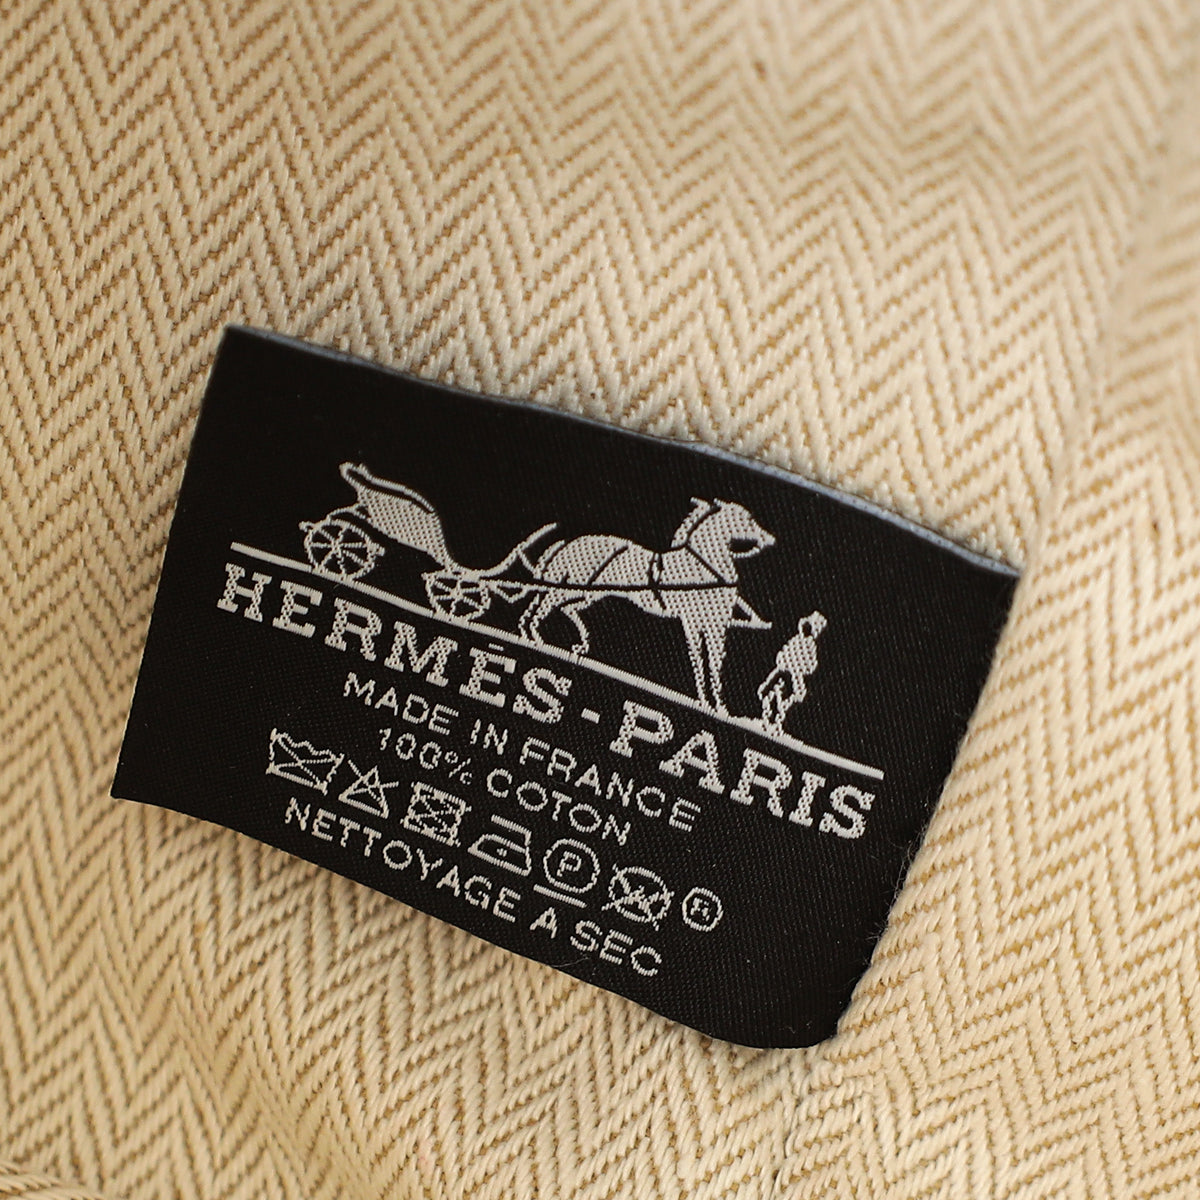 HERMÈS-PARIS
MADE IN FRANCE
100% COTON
P ®
NETTOYAGE A SEC